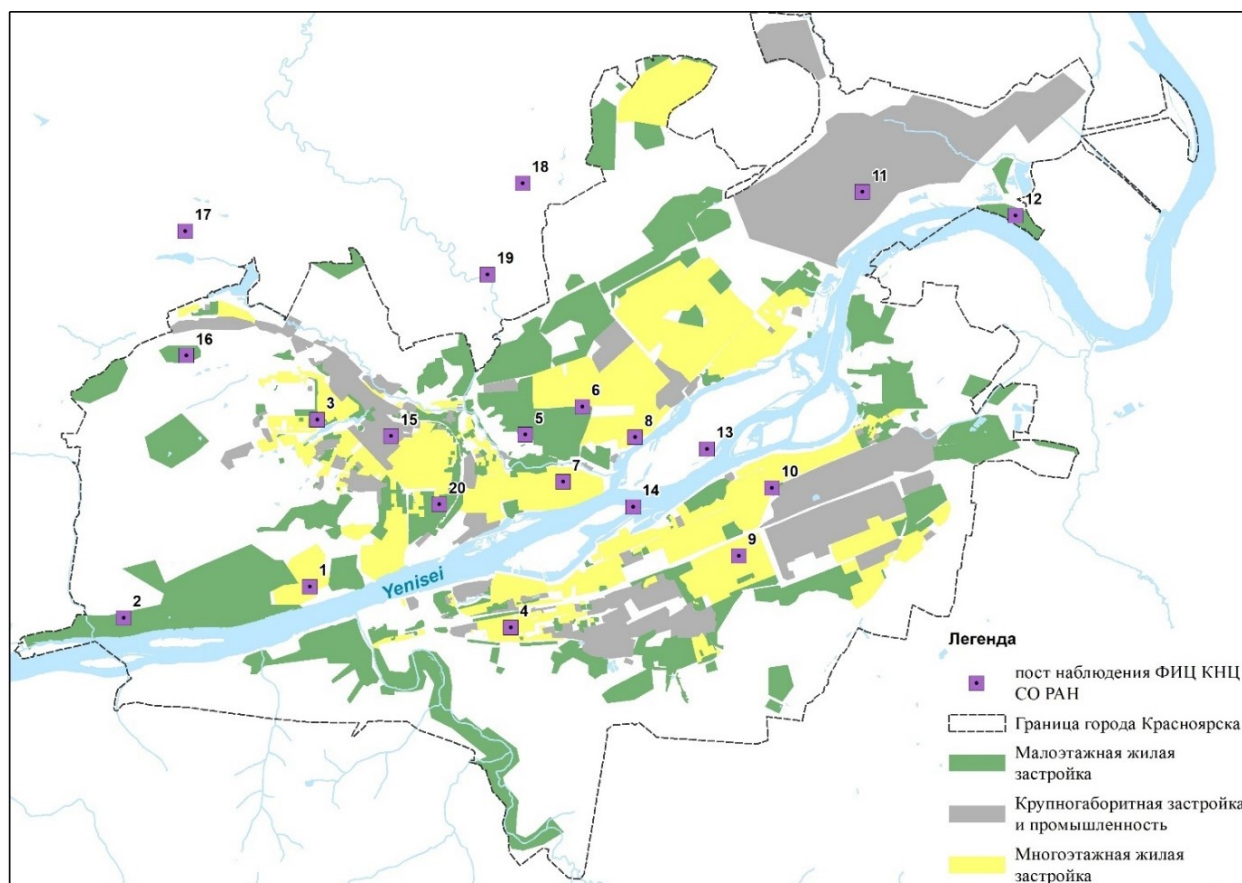 18
11
12
17
19
16
6
3
5
15
8
13
7
10
20
14
9
1
Yenisei
2
4
Легенда
пост наблюдения ФИЦ КНЦ
СО РАН
Граница города Красноярска
Малоэтажная жилая
застройка
Крупногаборитная застройка
и промышленность
Многоэтажная жилая
застройка